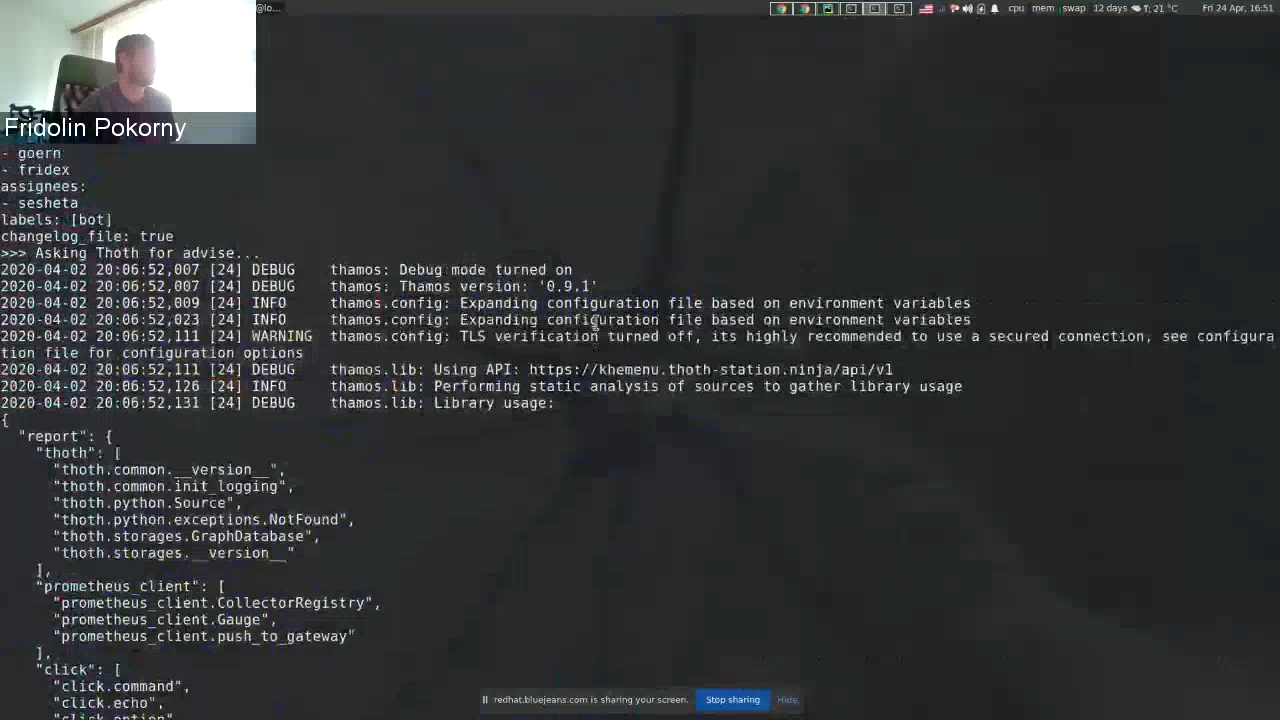 @lo...
cpu mem swap 12 days T: 21 °C Fri 24 Apr, 16:51
Fridolin Pokorny
- goern
- fridex
assignees:
- sesheta
labels: [bot]
changelog_file: true
>>> Asking Thoth for advise...
2020-04-02 20:06:52,007 [24] DEBUG    thamos: Debug mode turned on
2020-04-02 20:06:52,007 [24] DEBUG    thamos: Thamos version: '0.9.1'
2020-04-02 20:06:52,009 [24] INFO     thamos.config: Expanding configuration file based on environment variables
2020-04-02 20:06:52,023 [24] INFO     thamos.config: Expanding configuration file based on environment variables
2020-04-02 20:06:52,111 [24] WARNING  thamos.config: TLS verification turned off, its highly recommended to use a secured connection, see configura
tion file for configuration options
2020-04-02 20:06:52,111 [24] DEBUG    thamos.lib: Using API: https://khemenu.thoth-station.ninja/api/v1
2020-04-02 20:06:52,126 [24] INFO     thamos.lib: Performing static analysis of sources to gather library usage
2020-04-02 20:06:52,131 [24] DEBUG    thamos.lib: Library usage:
{
  "report": {
    "thoth": [
      "thoth.common.__version__",
      "thoth.common.init_logging",
      "thoth.python.Source",
      "thoth.python.exceptions.NotFound",
      "thoth.storages.GraphDatabase",
      "thoth.storages.__version__"
    ],
    "prometheus_client": [
      "prometheus_client.CollectorRegistry",
      "prometheus_client.Gauge",
      "prometheus_client.push_to_gateway"
    ],
    "click": [
      "click.command",
      "click.echo",
      "click.option"
redhat.bluejeans.com is sharing your screen. Stop sharing Hide